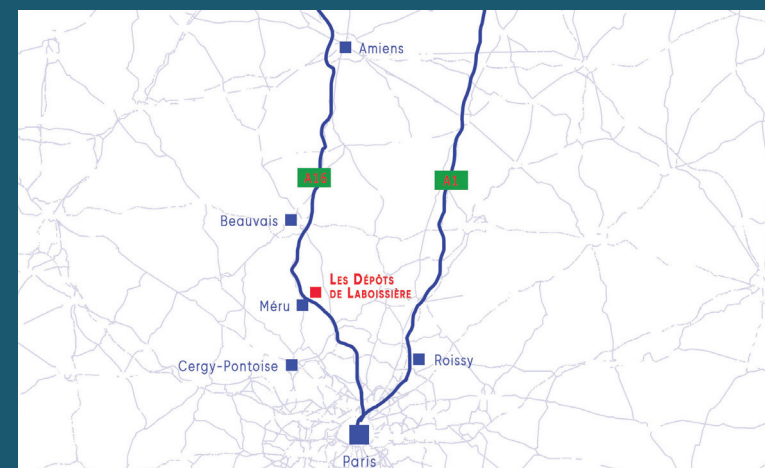 Amiens
A16
A1
Beauvais
Les Dépôts
de Laboissière
Méru
Roissy
Cergy-Pontoise
Paris